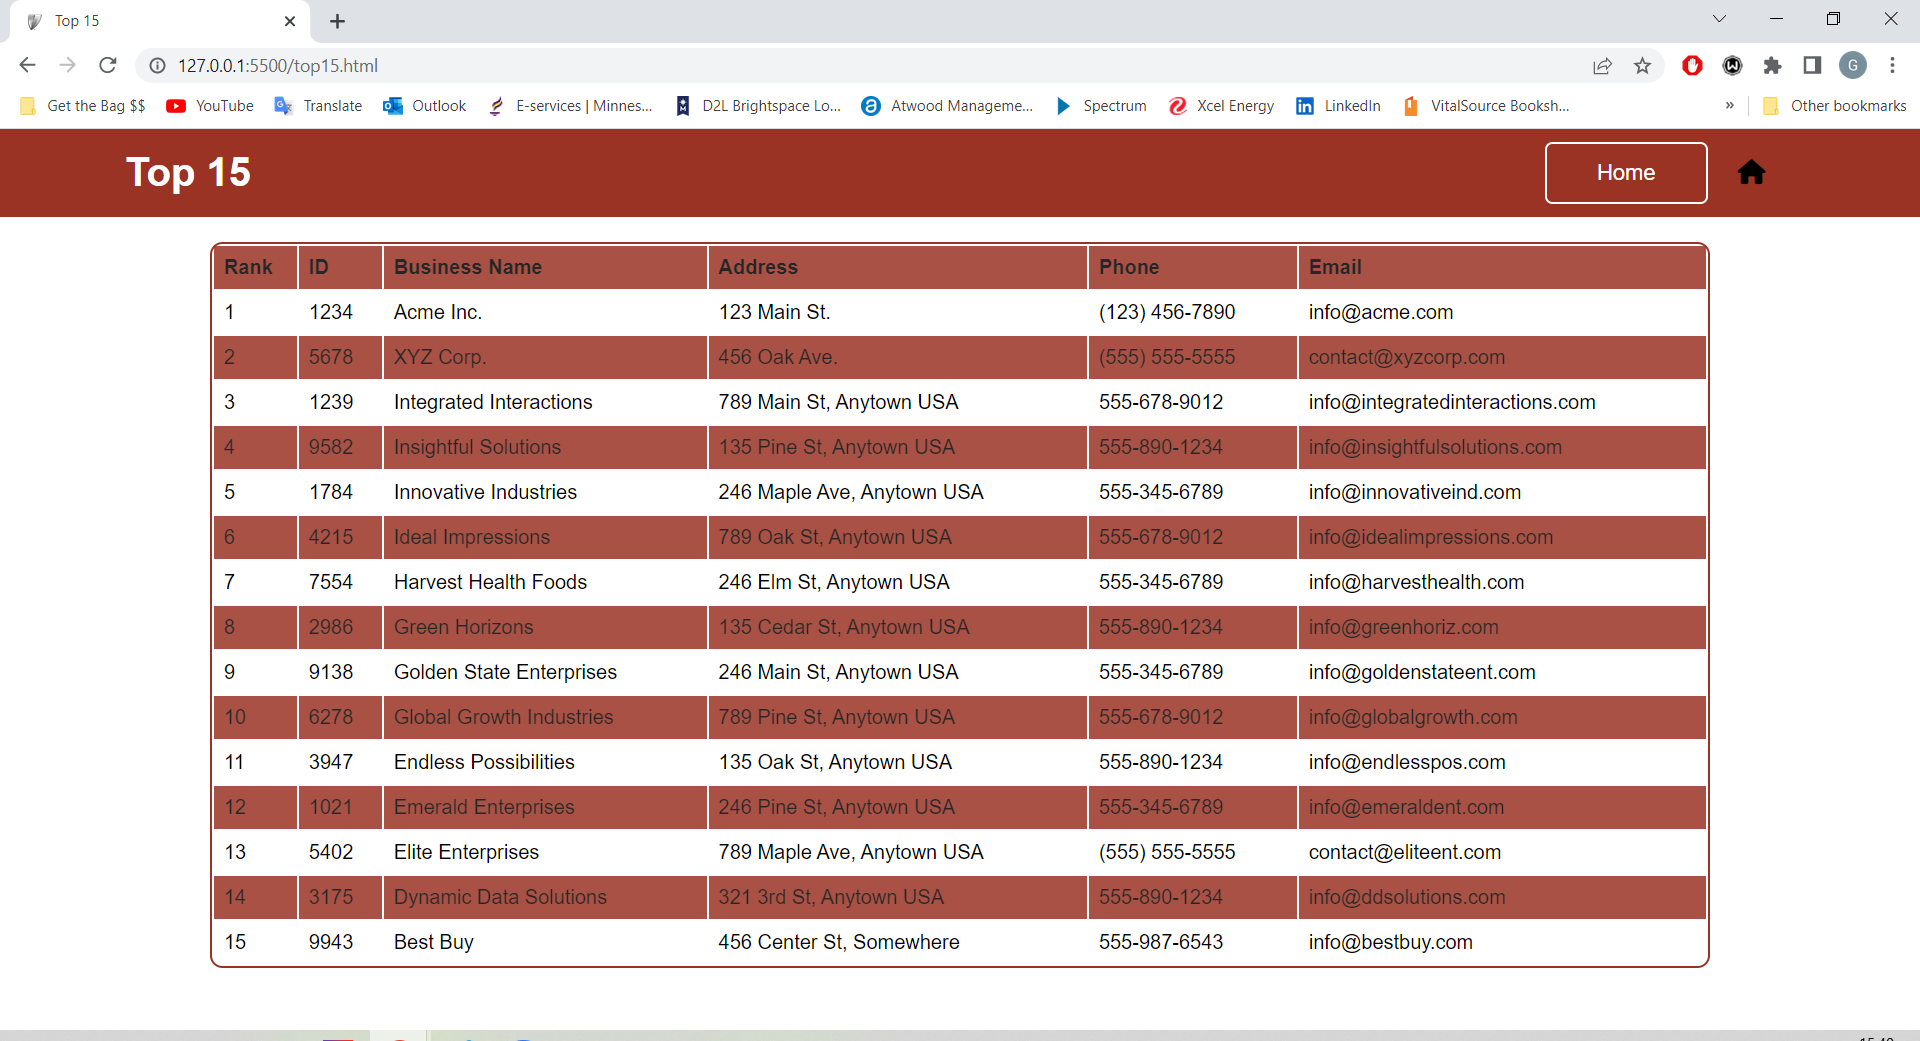 Top 15
127.0.0.1:5500/top15.html
G
Get the Bag $$ YouTube Translate Outlook E-services | Minnes... D2L Brightspace Lo... Atwood Manageme... Spectrum Xcel Energy LinkedIn VitalSource Booksh... » Other bookmarks
Top 15 Home
Rank ID Business Name Address Phone Email
1 1234 Acme Inc. 123 Main St. (123) 456-7890 info@acme.com
2 5678 XYZ Corp. 456 Oak Ave. (555) 555-5555 contact@xyzcorp.com
3 1239 Integrated Interactions 789 Main St, Anytown USA 555-678-9012 info@integratedinteractions.com
4 9582 Insightful Solutions 135 Pine St, Anytown USA 555-890-1234 info@insightfulsolutions.com
5 1784 Innovative Industries 246 Maple Ave, Anytown USA 555-345-6789 info@innovativeind.com
6 4215 Ideal Impressions 789 Oak St, Anytown USA 555-678-9012 info@idealimpressions.com
7 7554 Harvest Health Foods 246 Elm St, Anytown USA 555-345-6789 info@harvesthealth.com
8 2986 Green Horizons 135 Cedar St, Anytown USA 555-890-1234 info@greenhoriz.com
9 9138 Golden State Enterprises 246 Main St, Anytown USA 555-345-6789 info@goldenstateent.com
10 6278 Global Growth Industries 789 Pine St, Anytown USA 555-678-9012 info@globalgrowth.com
11 3947 Endless Possibilities 135 Oak St, Anytown USA 555-890-1234 info@endlesspos.com
12 1021 Emerald Enterprises 246 Pine St, Anytown USA 555-345-6789 info@emeraldent.com
13 5402 Elite Enterprises 789 Maple Ave, Anytown USA (555) 555-5555 contact@eliteent.com
14 3175 Dynamic Data Solutions 321 3rd St, Anytown USA 555-890-1234 info@ddsolutions.com
15 9943 Best Buy 456 Center St, Somewhere 555-987-6543 info@bestbuy.com